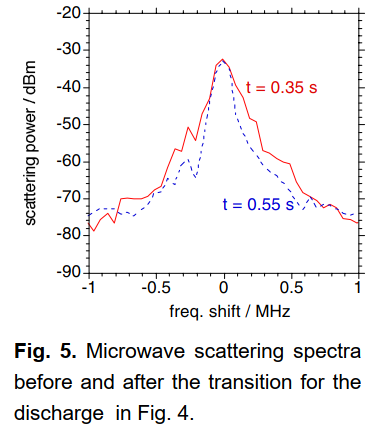 -20
-30
-40
-50
-60
-70
-80
-90
scattering power / dBm
t = 0.35 s
t = 0.55 s
-1
-0.5
0
0.5
1
freq. shift / MHz
Fig. 5. Microwave scattering spectra
before and after the transition for the
discharge in Fig. 4.